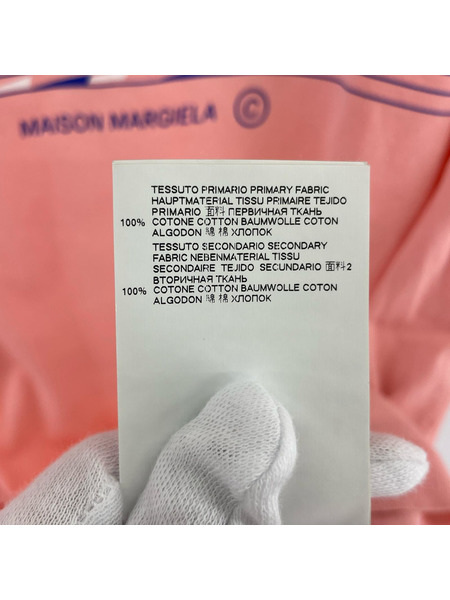 MAISON MARGIELA ©
TESSUTO PRIMARIO PRIMARY FABRIC
HAUPTMATERIAL TISSU PRIMAIRE TEJIDO
PRIMARIO 面料 ПЕРВИЧНАЯ ТКАНЬ
100% COTONE COTTON BAUMWOLLE COTON
ALGODON 綿 棉 ХЛОПОК
TESSUTO SECONDARIO SECONDARY
FABRIC NEBENMATERIAL TISSU
SECONDAIRE TEJIDO SECUNDARIO 面料2
ВТОРИЧНАЯ ТКАНЬ
100% COTONE COTTON BAUMWOLLE COTON
ALGODON 綿 棉 ХЛОПОК